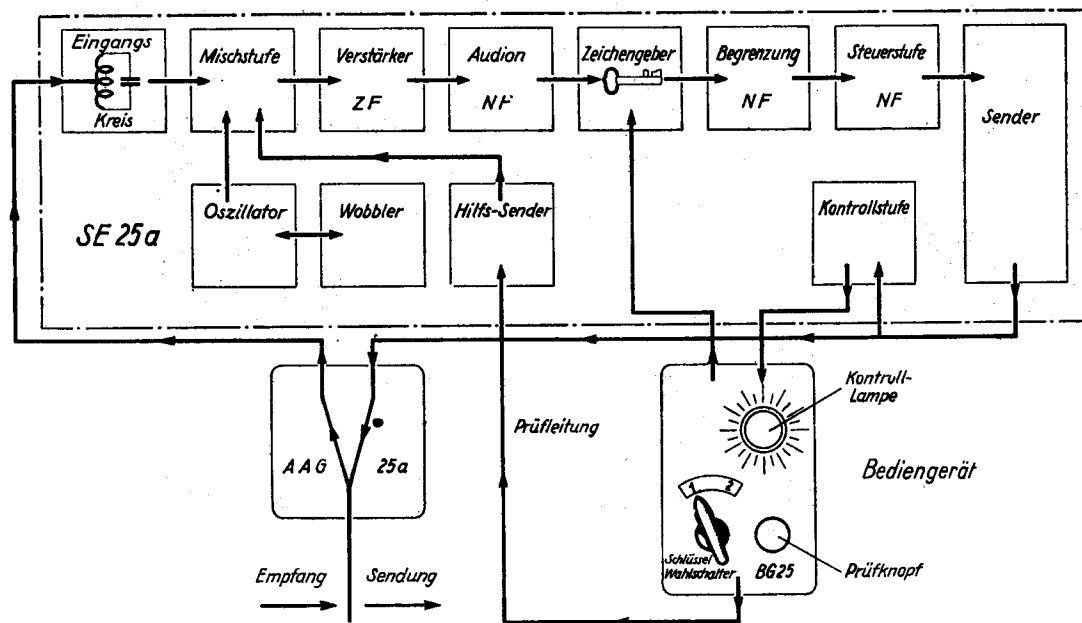 Eingangs
Kreis
Mischstufe
Verstärker
ZF
Audion
NF
Zeichengeber
Begrenzung
NF
Steuerstufe
NF
Sender
SE 25a
Oszillator
Wobbler
Hilfs-Sender
Kontrollstufe
AAG 25a
Prüfleitung
Kontroll-
Lampe
Bediengerät
1 2
Schlüssel
Wahlschalter
BG25
Prüfknopf
Empfang
Sendung